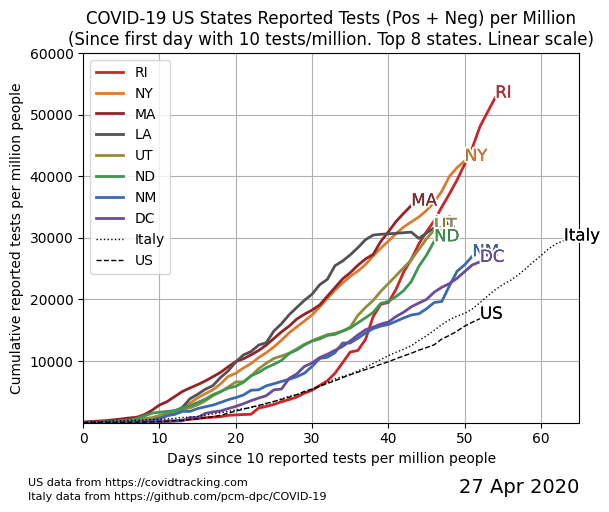 COVID-19 US States Reported Tests (Pos + Neg) per Million
(Since first day with 10 tests/million. Top 8 states. Linear scale)
Cumulative reported tests per million people
60000
50000
40000
30000
20000
10000
RI
NY
MA
LA
UT
ND
NM
DC
Italy
US
RI
NY
MA
UT
ND
Italy
NM
DC
US
0 10 20 30 40 50 60
Days since 10 reported tests per million people
US data from https://covidtracking.com
Italy data from https://github.com/pcm-dpc/COVID-19
27 Apr 2020